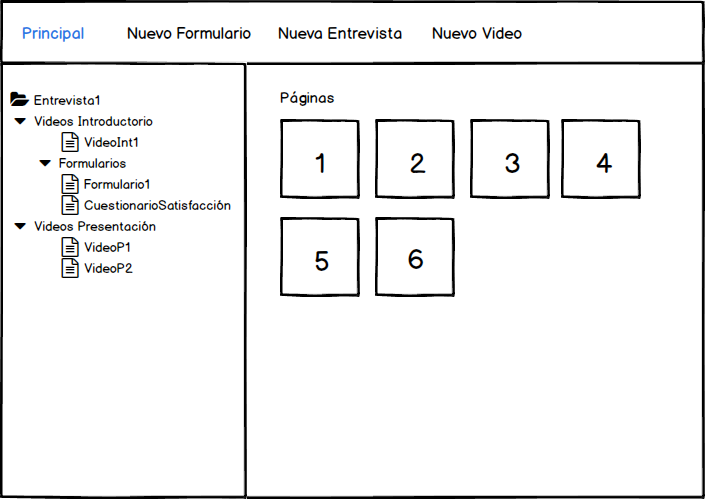 Principal Nuevo Formulario Nueva Entrevista Nuevo Video
Entrevista1
Videos Introductorio
VideoInt1
Formularios
Formulario1
CuestionarioSatisfacción
Videos Presentación
VideoP1
VideoP2
Páginas
1 2 3 4
5 6